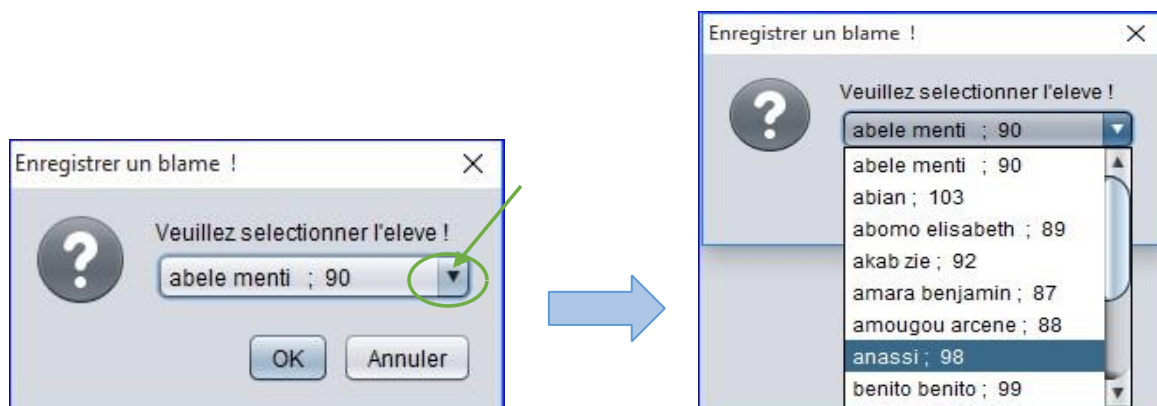 Enregistrer un blame !
Veuillez selectionner l'eleve !
abele menti ; 90
OK Annuler
Enregistrer un blame !
Veuillez selectionner l'eleve !
abele menti ; 90
abele menti ; 90
abian ; 103
abomo elisabeth ; 89
akab zie ; 92
amara benjamin ; 87
amougou arcene ; 88
anassi ; 98
benito benito ; 99